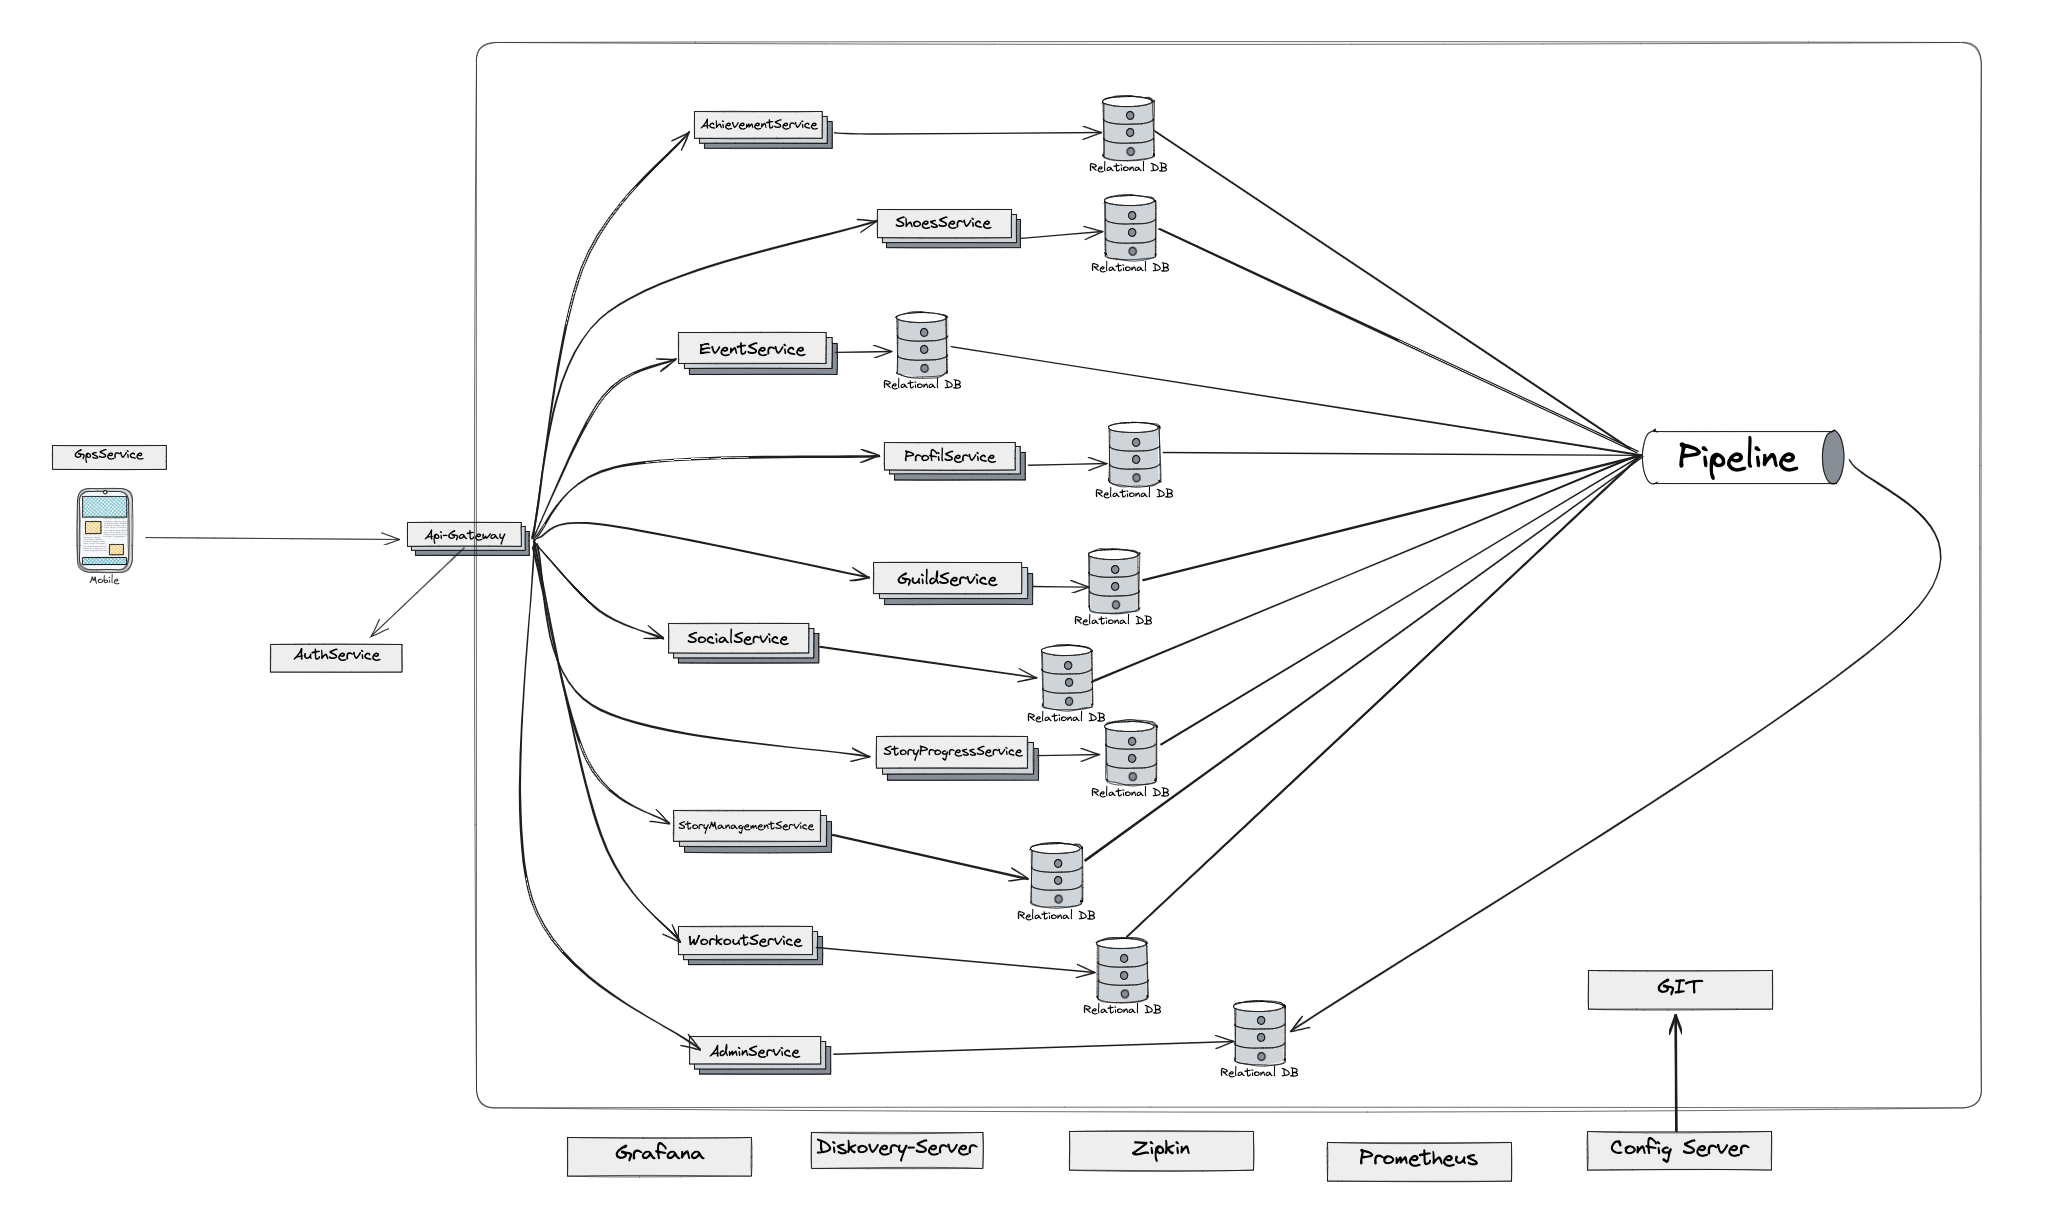 AchievementService
Relational DB
ShoesService
Relational DB
EventService
Relational DB
GpsService
ProfilService
Relational DB
Pipeline
Api-Gateway
Mobile
GuildService
Relational DB
AuthService
SocialService
Relational DB
StoryProgressService
Relational DB
StoryManagementService
Relational DB
WorkoutService
Relational DB
GIT
AdminService
Relational DB
Grafana
Diskovery-Server
Zipkin
Prometheus
Config Server